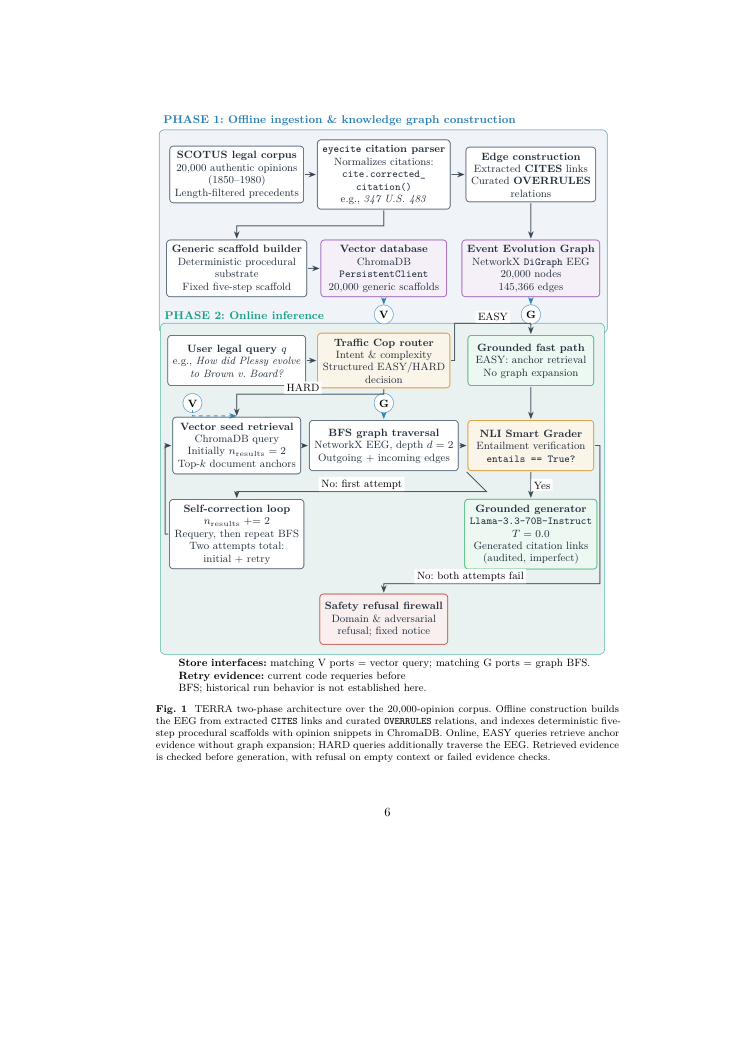 PHASE 1: Offline ingestion & knowledge graph construction
SCOTUS legal corpus
20,000 authentic opinions
(1850–1980)
Length-filtered precedents
eyecite citation parser
Normalizes citations:
cite.corrected_
citation()
e.g., 347 U.S. 483
Edge construction
Extracted CITES links
Curated OVERRULES
relations
Generic scaffold builder
Deterministic procedural
substrate
Fixed five-step scaffold
Vector database
ChromaDB
PersistentClient
20,000 generic scaffolds
Event Evolution Graph
NetworkX DiGraph EEG
20,000 nodes
145,366 edges
V
G
PHASE 2: Online inference
EASY
User legal query q
e.g., How did Plessy evolve
to Brown v. Board?
Traffic Cop router
Intent & complexity
Structured EASY/HARD
decision
Grounded fast path
EASY: anchor retrieval
No graph expansion
HARD
V
G
Vector seed retrieval
ChromaDB query
Initially nresults = 2
Top-k document anchors
BFS graph traversal
NetworkX EEG, depth d = 2
Outgoing + incoming edges
NLI Smart Grader
Entailment verification
entails == True?
No: first attempt
Yes
Self-correction loop
nresults += 2
Requery, then repeat BFS
Two attempts total:
initial + retry
Grounded generator
Llama-3.3-70B-Instruct
T = 0.0
Generated citation links
(audited, imperfect)
No: both attempts fail
Safety refusal firewall
Domain & adversarial
refusal; fixed notice
Store interfaces: matching V ports = vector query; matching G ports = graph BFS.
Retry evidence: current code requeries before
BFS; historical run behavior is not established here.
Fig. 1 TERRA two-phase architecture over the 20,000-opinion corpus. Offline construction builds
the EEG from extracted CITES links and curated OVERRULES relations, and indexes deterministic five-
step procedural scaffolds with opinion snippets in ChromaDB. Online, EASY queries retrieve anchor
evidence without graph expansion; HARD queries additionally traverse the EEG. Retrieved evidence
is checked before generation, with refusal on empty context or failed evidence checks.
6